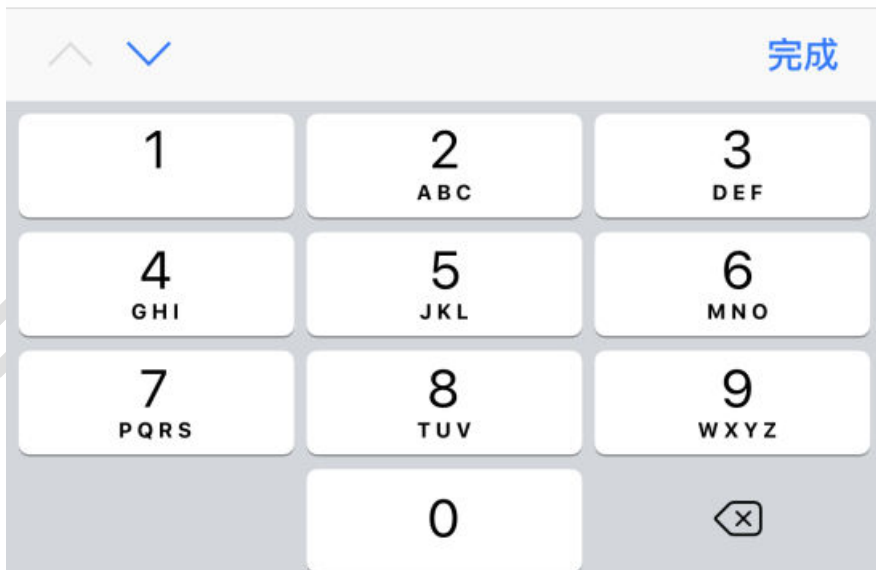 完成
1 2 3
ABC DEF
4 5 6
GHI JKL MNO
7 8 9
PQRS TUV WXYZ
0